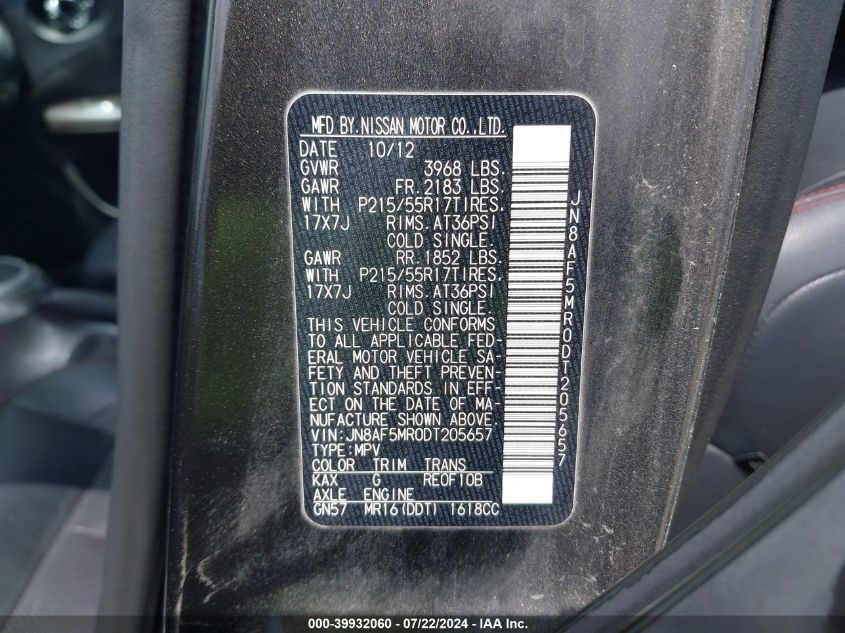 MFD BY.NISSAN MOTOR CO.,LTD.
DATE 10/12
GVWR 3968 LBS.
GAWR FR. 2183 LBS.
WITH P215/55R17TIRES.
17X7J RIMS.AT36PSI
COLD SINGLE.
GAWR RR. 1852 LBS.
WITH P215/55R17TIRES.
17X7J RIMS.AT36PSI
COLD SINGLE.
THIS VEHICLE CONFORMS
TO ALL APPLICABLE FED-
ERAL MOTOR VEHICLE SA-
FETY AND THEFT PREVEN-
TION STANDARDS IN EFF-
ECT ON THE DATE OF MA-
NUFACTURE SHOWN ABOVE.
VIN:JN8AF5MR0DT205657
TYPE:MPV
COLOR TRIM TRANS
KAX G RE0F10B
AXLE ENGINE
GN57 MR16(DDT) 1618CC
JN8AF5MR0DT205657
000-39932060 - 07/22/2024 - IAA Inc.